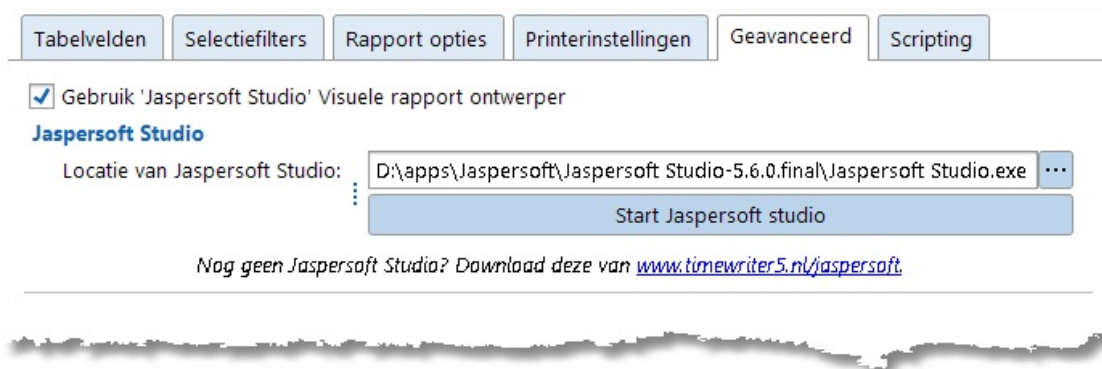 Tabelvelden Selectiefilters Rapport opties Printerinstellingen Geavanceerd Scripting
Gebruik 'Jaspersoft Studio' Visuele rapport ontwerper
Jaspersoft Studio
Locatie van Jaspersoft Studio: D:\apps\Jaspersoft\Jaspersoft Studio-5.6.0.final\Jaspersoft Studio.exe ...
Start Jaspersoft studio
Nog geen Jaspersoft Studio? Download deze van www.timewriter5.nl/jaspersoft.